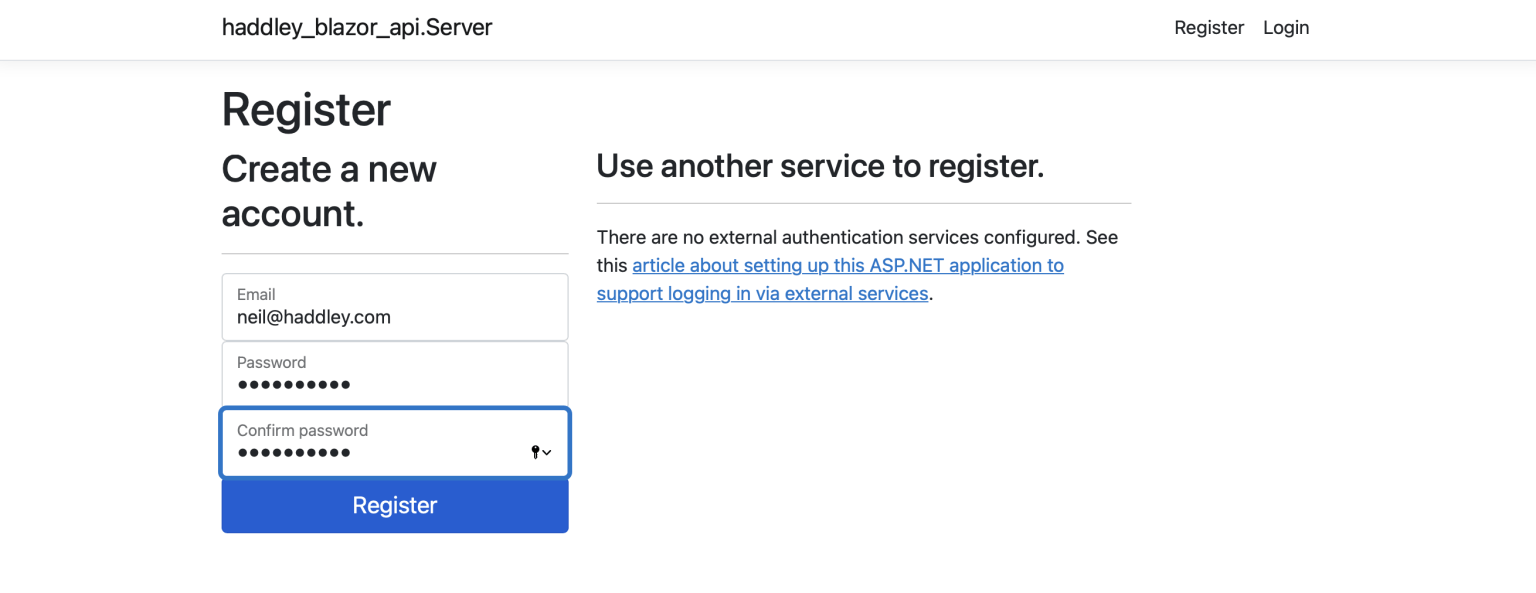 haddley_blazor_api.Server
Register Login
Register
Create a new
account.
Email
neil@haddley.com
Password
••••••••••
Confirm password
••••••••••
Register
Use another service to register.
There are no external authentication services configured. See
this article about setting up this ASP.NET application to
support logging in via external services.